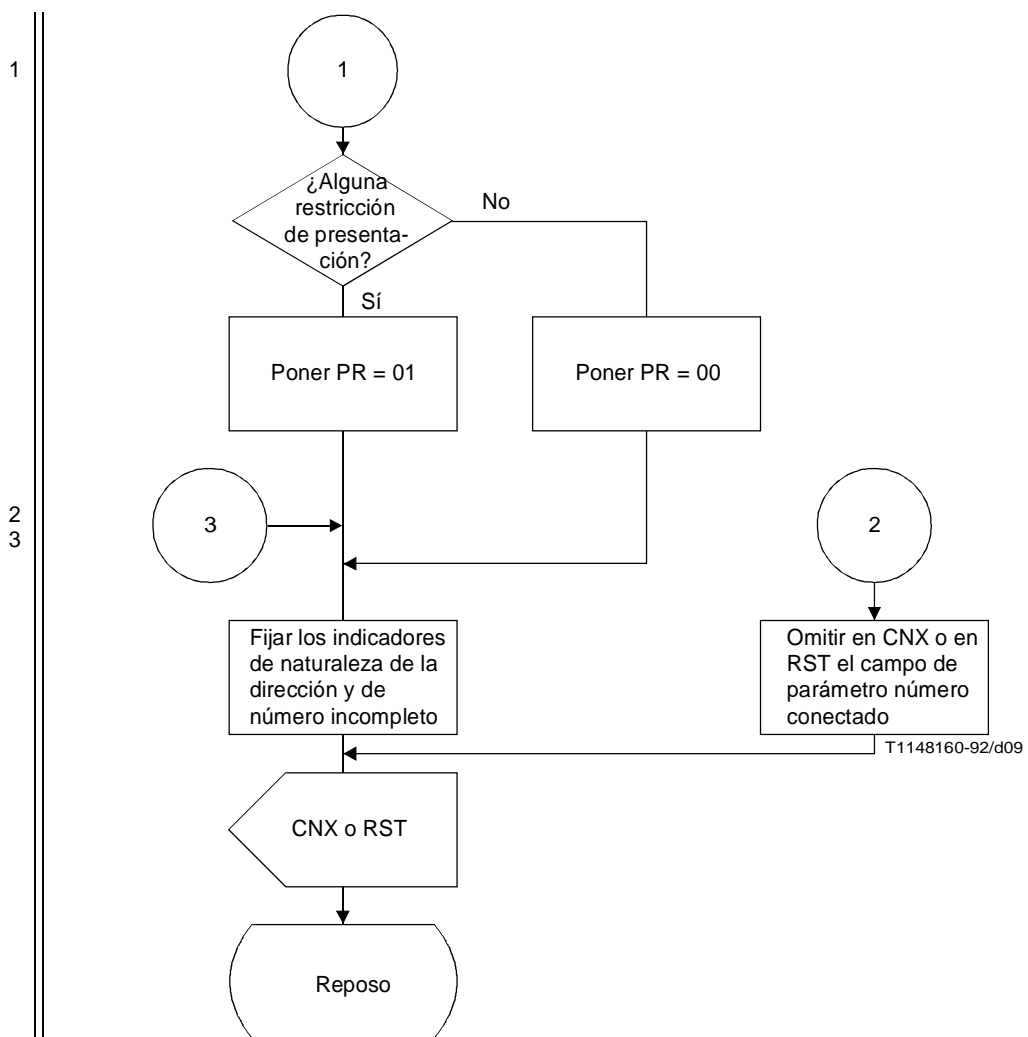 1
1
¿Alguna
restricción
de presenta-
ción?
No
Sí
Poner PR = 01
Poner PR = 00
2
3
3
2
Fijar los indicadores
de naturaleza de la
dirección y de
número incompleto
Omitir en CNX o en
RST el campo de
parámetro número
conectado
T1148160-92/d09
CNX o RST
Reposo